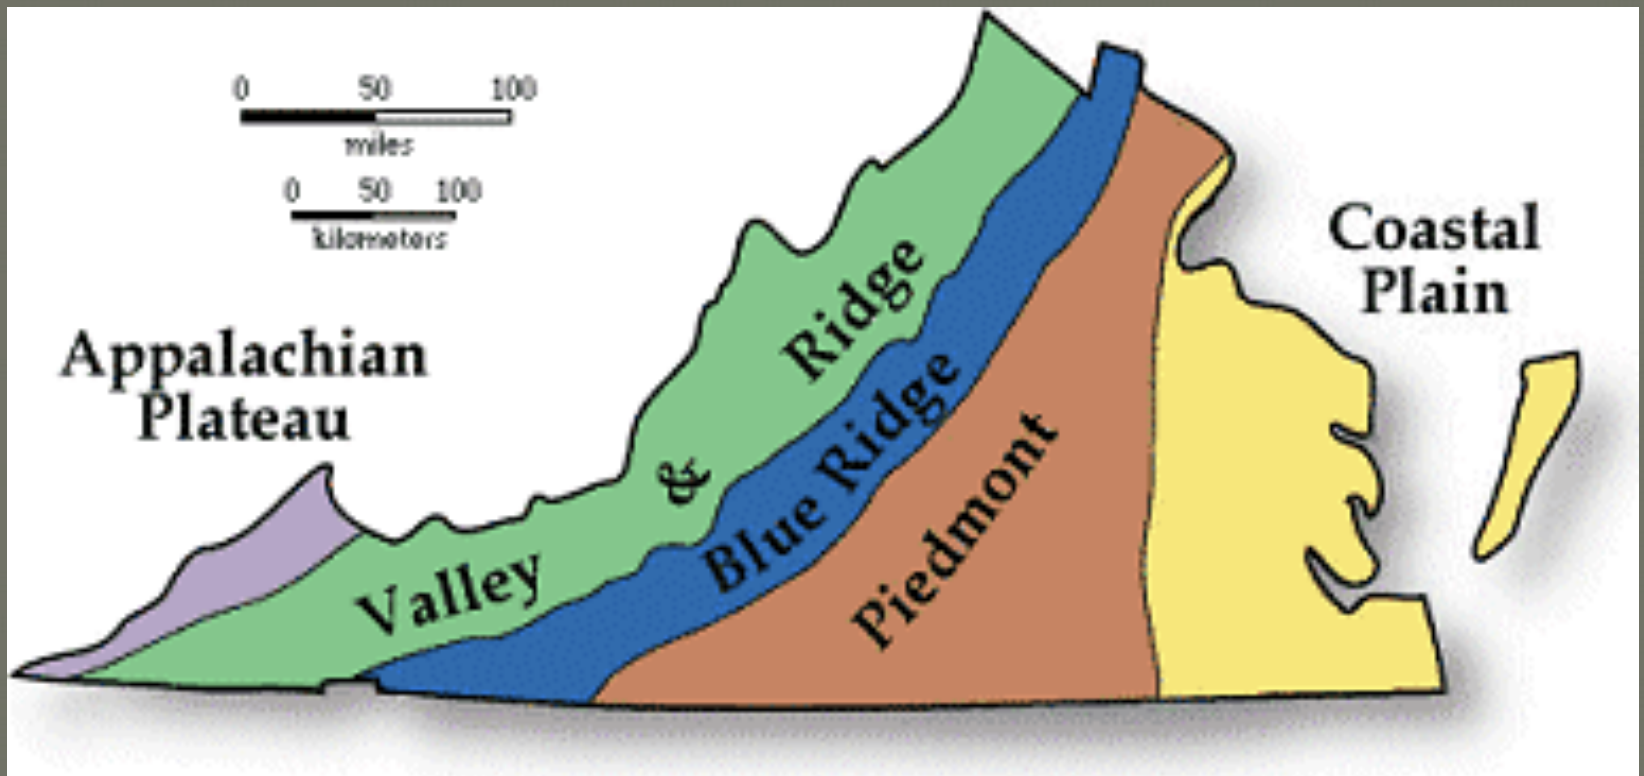 0 50 100
miles
0 50 100
kilometers
Coastal
Plain
Appalachian
Plateau
Valley
&
Ridge
Blue Ridge
Piedmont